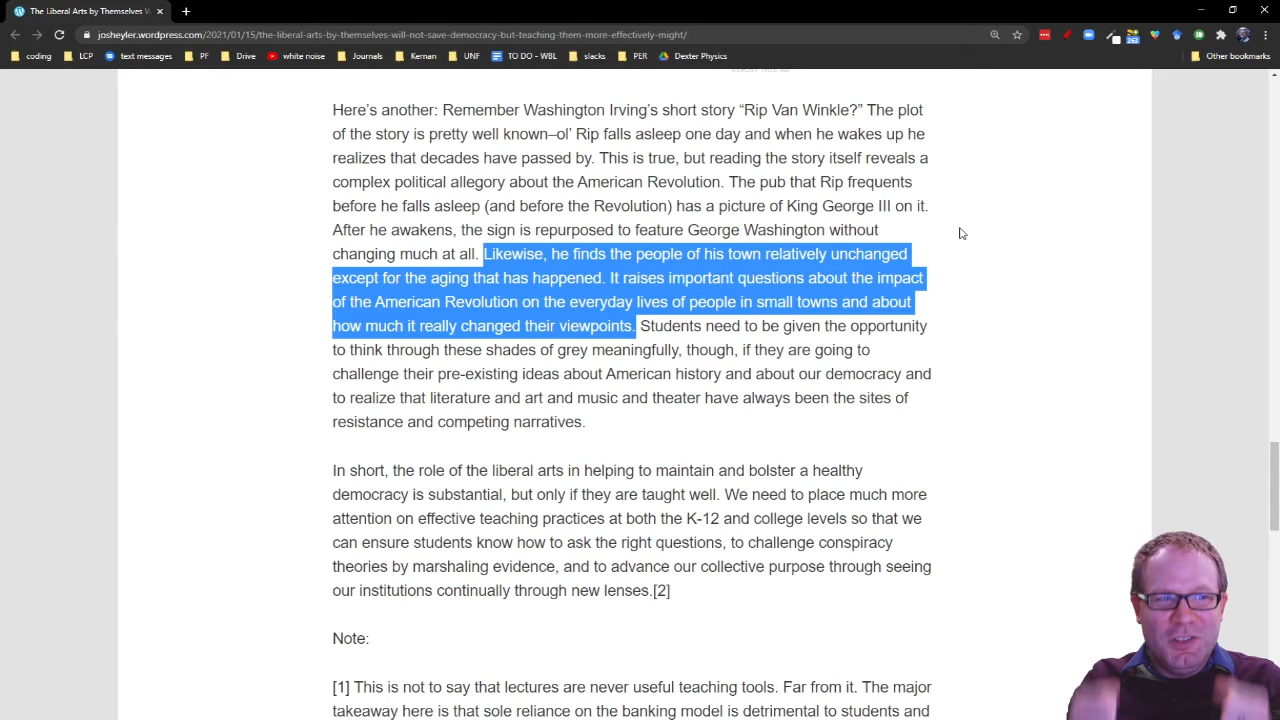 The Liberal Arts by Themselves W
josheyler.wordpress.com/2021/01/15/the-liberal-arts-by-themselves-will-not-save-democracy-but-teaching-them-more-effectively-might/
263
coding LCP text messages PF Drive white noise Journals Kernan UNF TO DO - WBL slacks PER Dexter Physics Other bookmarks
REPORT THIS AD
Here’s another: Remember Washington Irving’s short story “Rip Van Winkle?” The plot
of the story is pretty well known–ol’ Rip falls asleep one day and when he wakes up he
realizes that decades have passed by. This is true, but reading the story itself reveals a
complex political allegory about the American Revolution. The pub that Rip frequents
before he falls asleep (and before the Revolution) has a picture of King George III on it.
After he awakens, the sign is repurposed to feature George Washington without
changing much at all. Likewise, he finds the people of his town relatively unchanged
except for the aging that has happened. It raises important questions about the impact
of the American Revolution on the everyday lives of people in small towns and about
how much it really changed their viewpoints. Students need to be given the opportunity
to think through these shades of grey meaningfully, though, if they are going to
challenge their pre-existing ideas about American history and about our democracy and
to realize that literature and art and music and theater have always been the sites of
resistance and competing narratives.
In short, the role of the liberal arts in helping to maintain and bolster a healthy
democracy is substantial, but only if they are taught well. We need to place much more
attention on effective teaching practices at both the K-12 and college levels so that we
can ensure students know how to ask the right questions, to challenge conspiracy
theories by marshaling evidence, and to advance our collective purpose through seeing
our institutions continually through new lenses.[2]
Note:
[1] This is not to say that lectures are never useful teaching tools. Far from it. The major
takeaway here is that sole reliance on the banking model is detrimental to students and